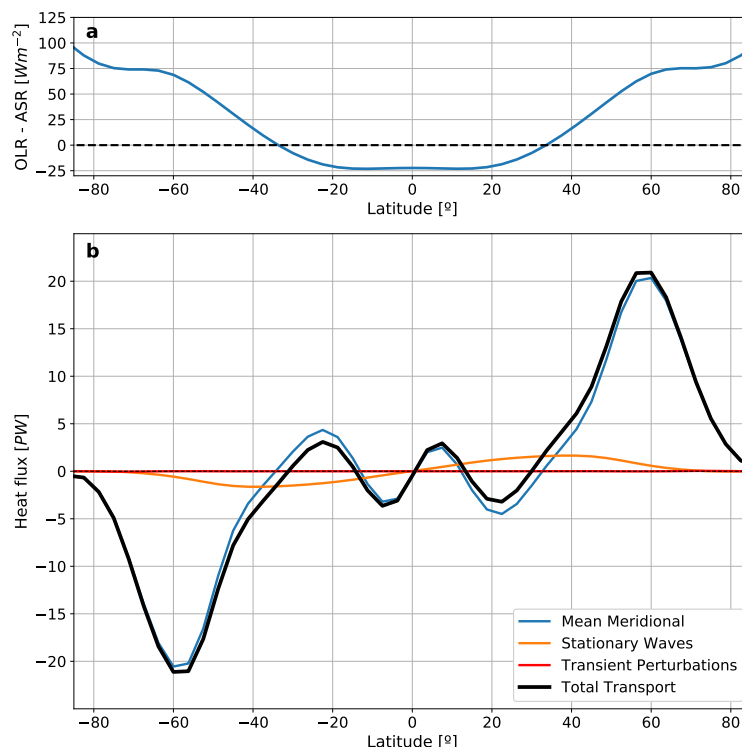 a
OLR - ASR [Wm⁻²]
125
100
75
50
25
0
−25
−80 −60 −40 −20 0 20 40 60 80
Latitude [º]
b
Heat flux [PW]
20
15
10
5
0
−5
−10
−15
−20
Mean Meridional
Stationary Waves
Transient Perturbations
Total Transport
−80 −60 −40 −20 0 20 40 60 80
Latitude [º]